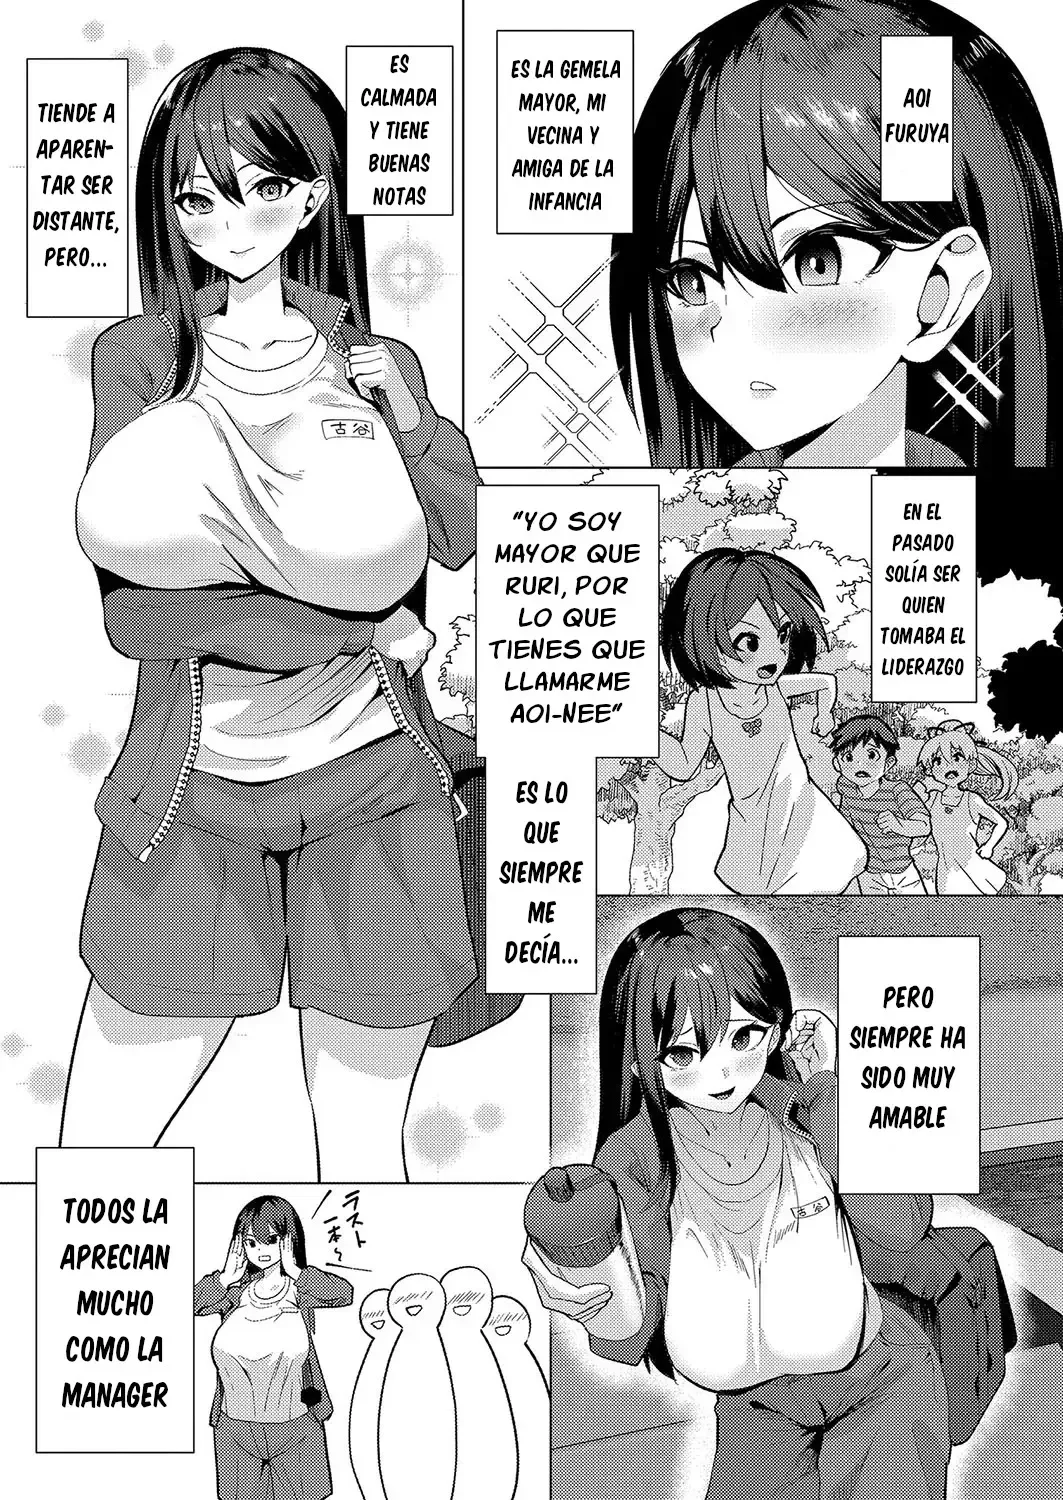 AOI
FURUYA
ES LA GEMELA
MAYOR, MI
VECINA Y
AMIGA DE LA
INFANCIA
ES
CALMADA
Y TIENE
BUENAS
NOTAS
TIENDE A
APAREN-
TAR SER
DISTANTE,
PERO...
古谷
EN EL
PASADO
SOLÍA SER
QUIEN
TOMABA EL
LIDERAZGO
"YO SOY
MAYOR QUE
RURI, POR
LO QUE
TIENES QUE
LLAMARME
AOI-NEE"
ES LO
QUE
SIEMPRE
ME
DECÍA...
PERO
SIEMPRE HA
SIDO MUY
AMABLE
古谷
ラスト
一本〜
TODOS LA
APRECIAN
MUCHO
COMO LA
MANAGER